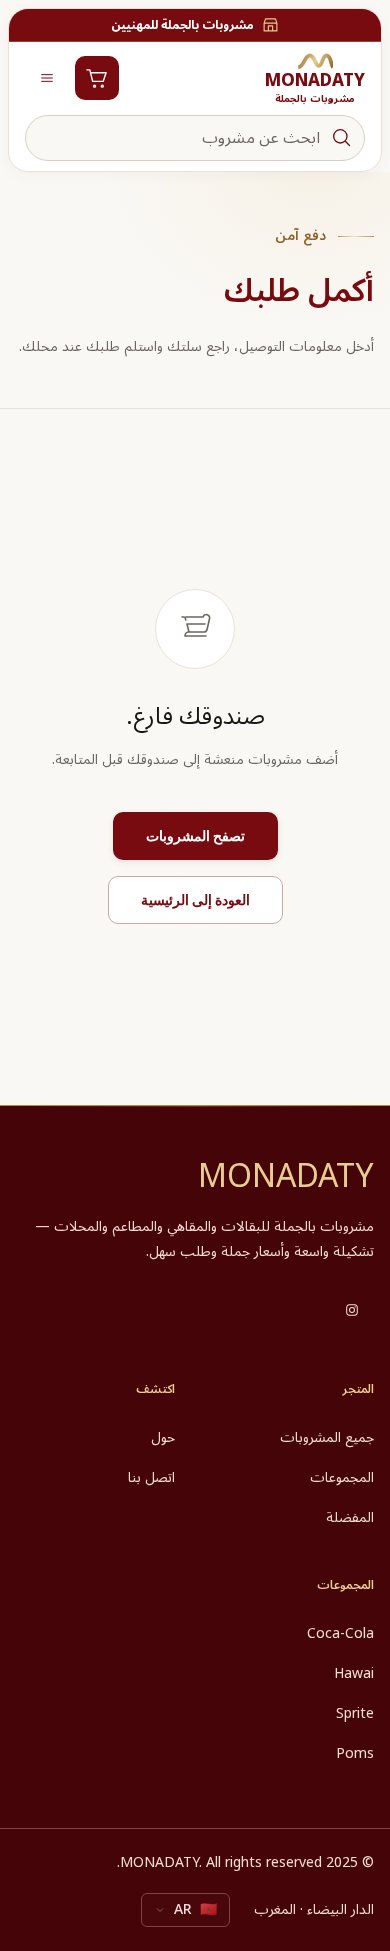 مشروبات بالجملة للمهنيين
MONADATY
مشروبات بالجملة
ابحث عن مشروب
دفع آمن
أكمل طلبك
أدخل معلومات التوصيل، راجع سلتك واستلم طلبك عند محلك.
صندوقك فارغ.
أضف مشروبات منعشة إلى صندوقك قبل المتابعة.
تصفح المشروبات
العودة إلى الرئيسية
MONADATY
مشروبات بالجملة للبقالات والمقاهي والمطاعم والمحلات —
تشكيلة واسعة وأسعار جملة وطلب سهل.
المتجر
جميع المشروبات
المجموعات
المفضلة
اكتشف
حول
اتصل بنا
المجموعات
Coca-Cola
Hawai
Sprite
Poms
© 2025 MONADATY. All rights reserved.
الدار البيضاء · المغرب
AR